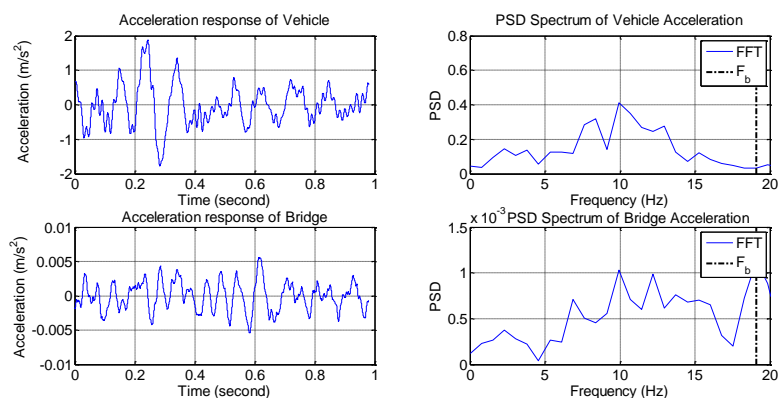 Acceleration response of Vehicle
Acceleration (m/s²)
2
1
0
-1
-2
0 0.2 0.4 0.6 0.8 1
Time (second)
PSD Spectrum of Vehicle Acceleration
PSD
0.8
0.6
0.4
0.2
0
0 5 10 15 20
Frequency (Hz)
FFT
F_b
Acceleration response of Bridge
Acceleration (m/s²)
0.01
0.005
0
-0.005
-0.01
0 0.2 0.4 0.6 0.8 1
Time (second)
x 10⁻³ PSD Spectrum of Bridge Acceleration
PSD
1.5
1
0.5
0
0 5 10 15 20
Frequency (Hz)
FFT
F_b